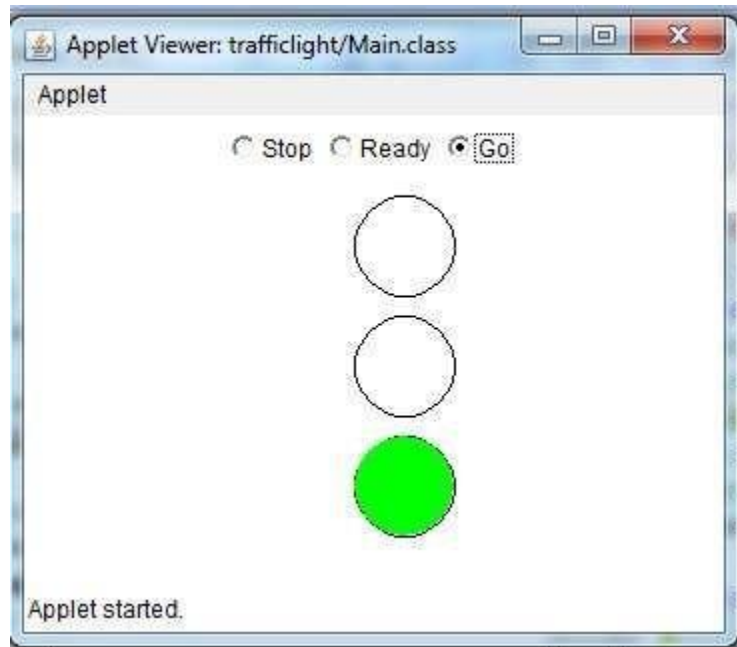 Applet Viewer: trafficlight/Main.class
Applet
Stop Ready Go
Applet started.